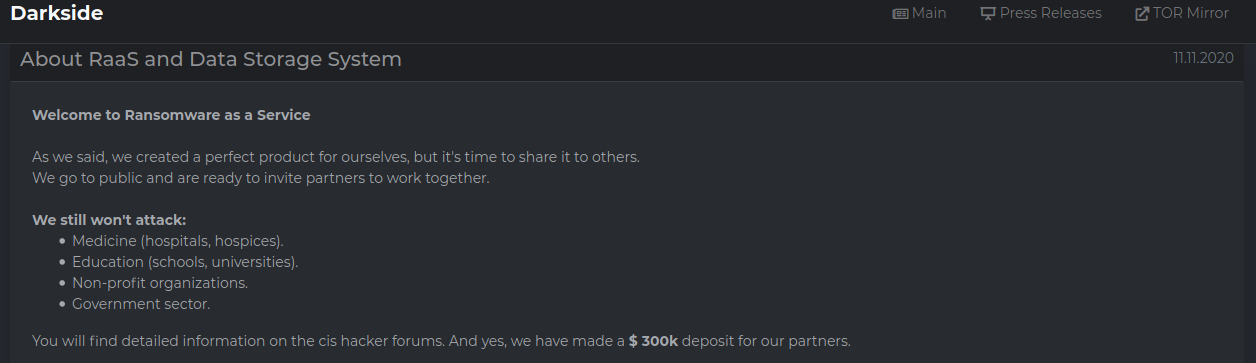 Darkside
Main
Press Releases
TOR Mirror
About RaaS and Data Storage System
11.11.2020
Welcome to Ransomware as a Service
As we said, we created a perfect product for ourselves, but it's time to share it to others.
We go to public and are ready to invite partners to work together.
We still won't attack:
Medicine (hospitals, hospices).
Education (schools, universities).
Non-profit organizations.
Government sector.
You will find detailed information on the cis hacker forums. And yes, we have made a $ 300k deposit for our partners.